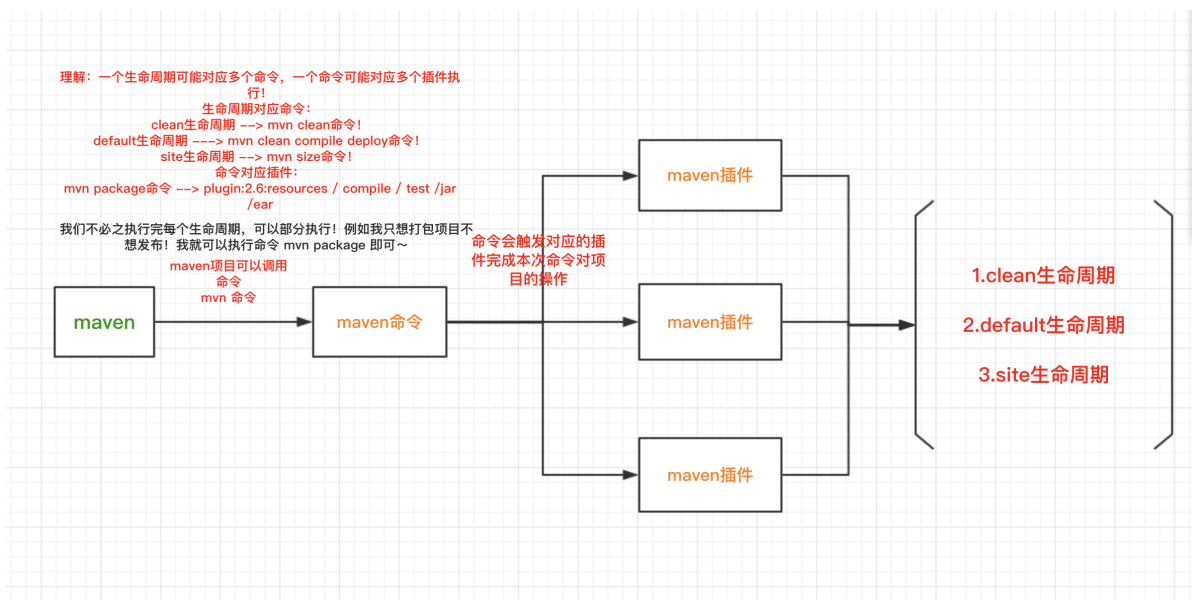 理解：一个生命周期可能对应多个命令，一个命令可能对应多个插件执
行！
生命周期对应命令：
clean生命周期 --> mvn clean命令！
default生命周期 ---> mvn clean compile deploy命令！
site生命周期 --> mvn size命令！
命令对应插件：
mvn package命令 --> plugin:2.6:resources / compile / test /jar
/ear
我们不必之执行完每个生命周期，可以部分执行！例如我只想打包项目不
想发布！我就可以执行命令 mvn package 即可～
maven项目可以调用
命令
mvn 命令
maven
maven命令
命令会触发对应的插
件完成本次命令对项
目的操作
maven插件
maven插件
maven插件
1.clean生命周期
2.default生命周期
3.site生命周期